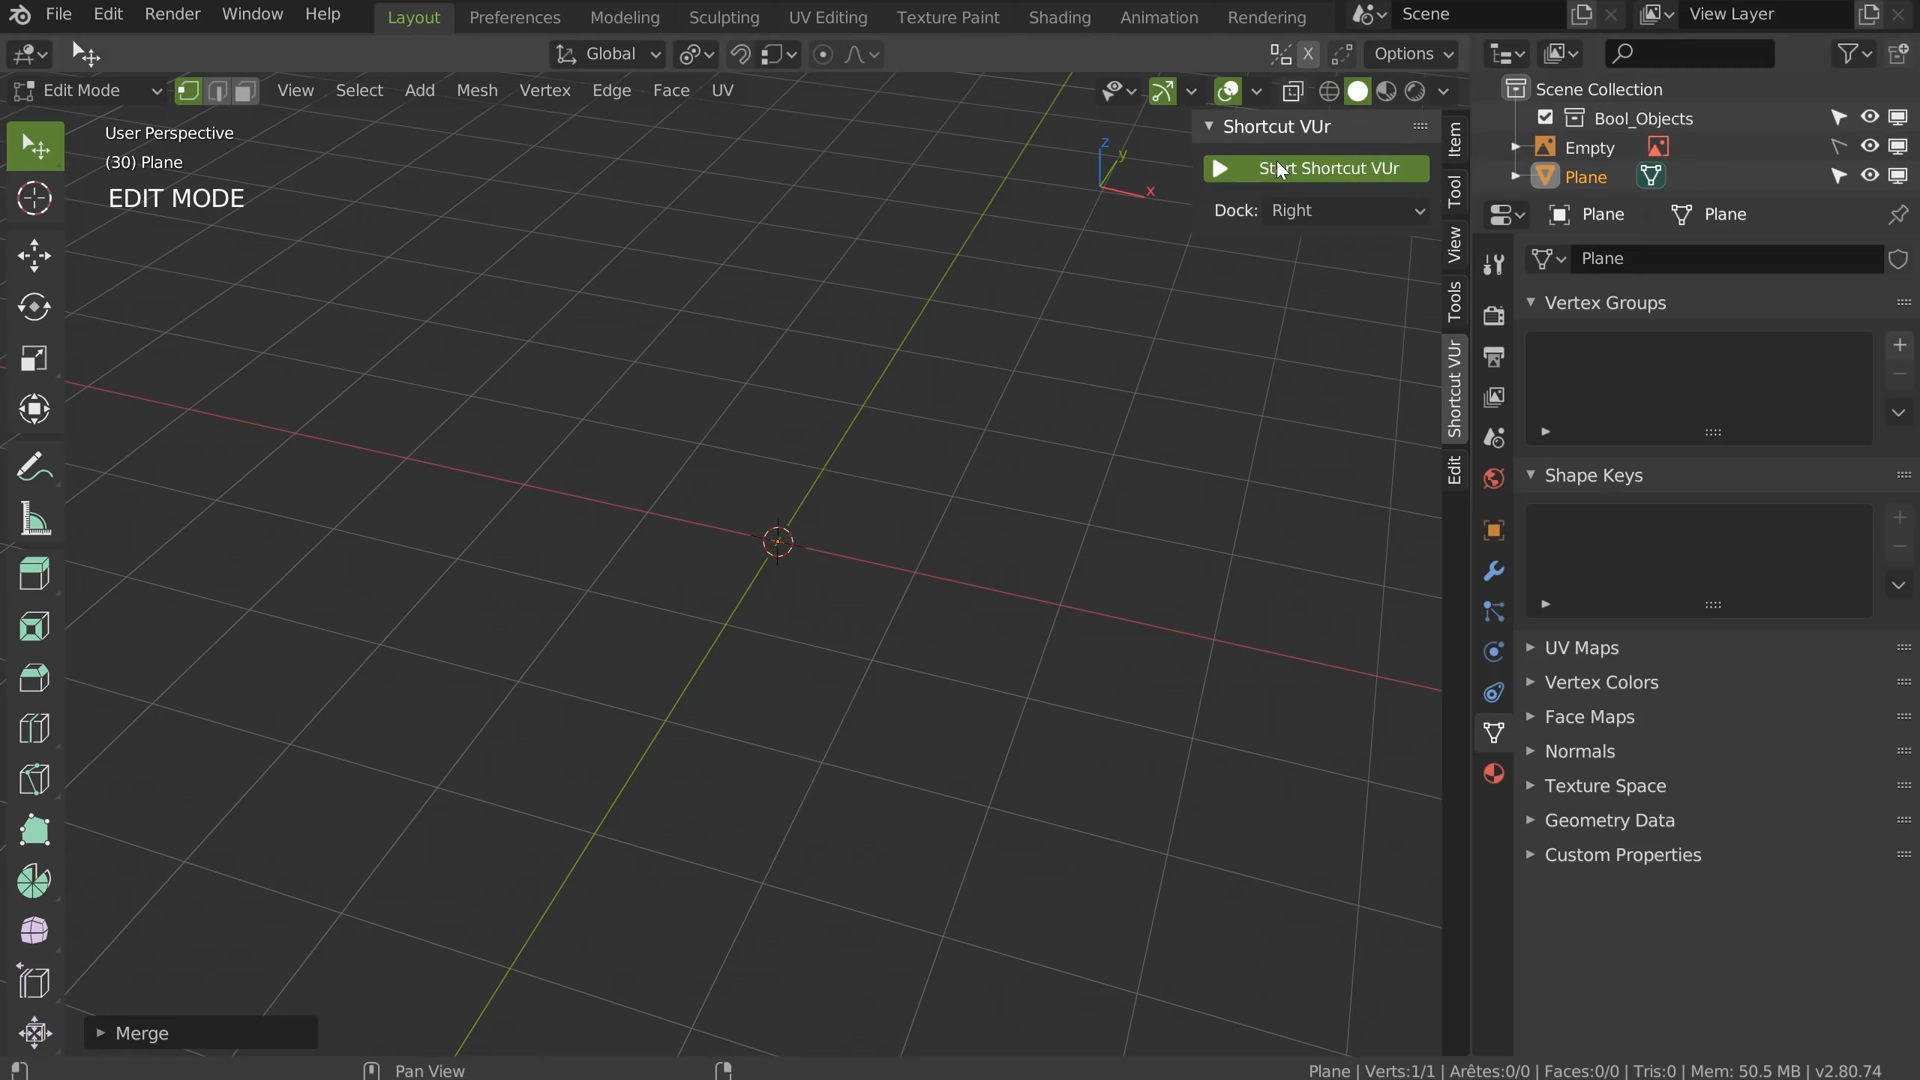 File Edit Render Window Help Layout Preferences Modeling Sculpting UV Editing Texture Paint Shading Animation Rendering Scene View Layer
Global X Options
Edit Mode View Select Add Mesh Vertex Edge Face UV
Scene Collection
Bool_Objects
Empty
Plane
User Perspective
(30) Plane
EDIT MODE
z
y
x
Shortcut VUr
Start Shortcut VUr
Dock: Right
Item
Tool
View
Tools
Shortcut VUr
Edit
Plane Plane
Plane
Vertex Groups
Shape Keys
UV Maps
Vertex Colors
Face Maps
Normals
Texture Space
Geometry Data
Custom Properties
Merge
Pan View
Plane | Verts:1/1 | Arêtes:0/0 | Faces:0/0 | Tris:0 | Mem: 50.5 MB | v2.80.74